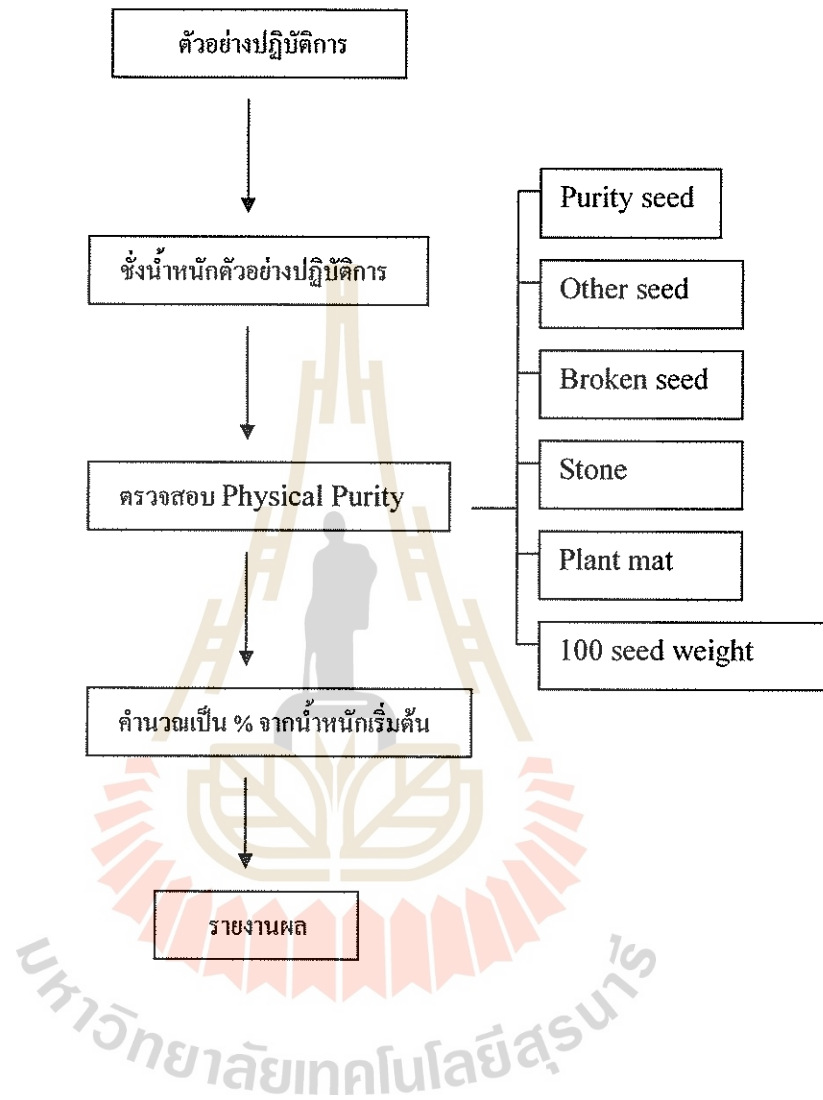 ตัวอย่างปฏิบัติการ
ชั่งน้ำหนักตัวอย่างปฏิบัติการ
ตรวจสอบ Physical Purity
Purity seed
Other seed
Broken seed
Stone
Plant mat
100 seed weight
คำนวณเป็น % จากน้ำหนักเริ่มต้น
รายงานผล
มหาวิทยาลัยเทคโนโลยีสุรนารี